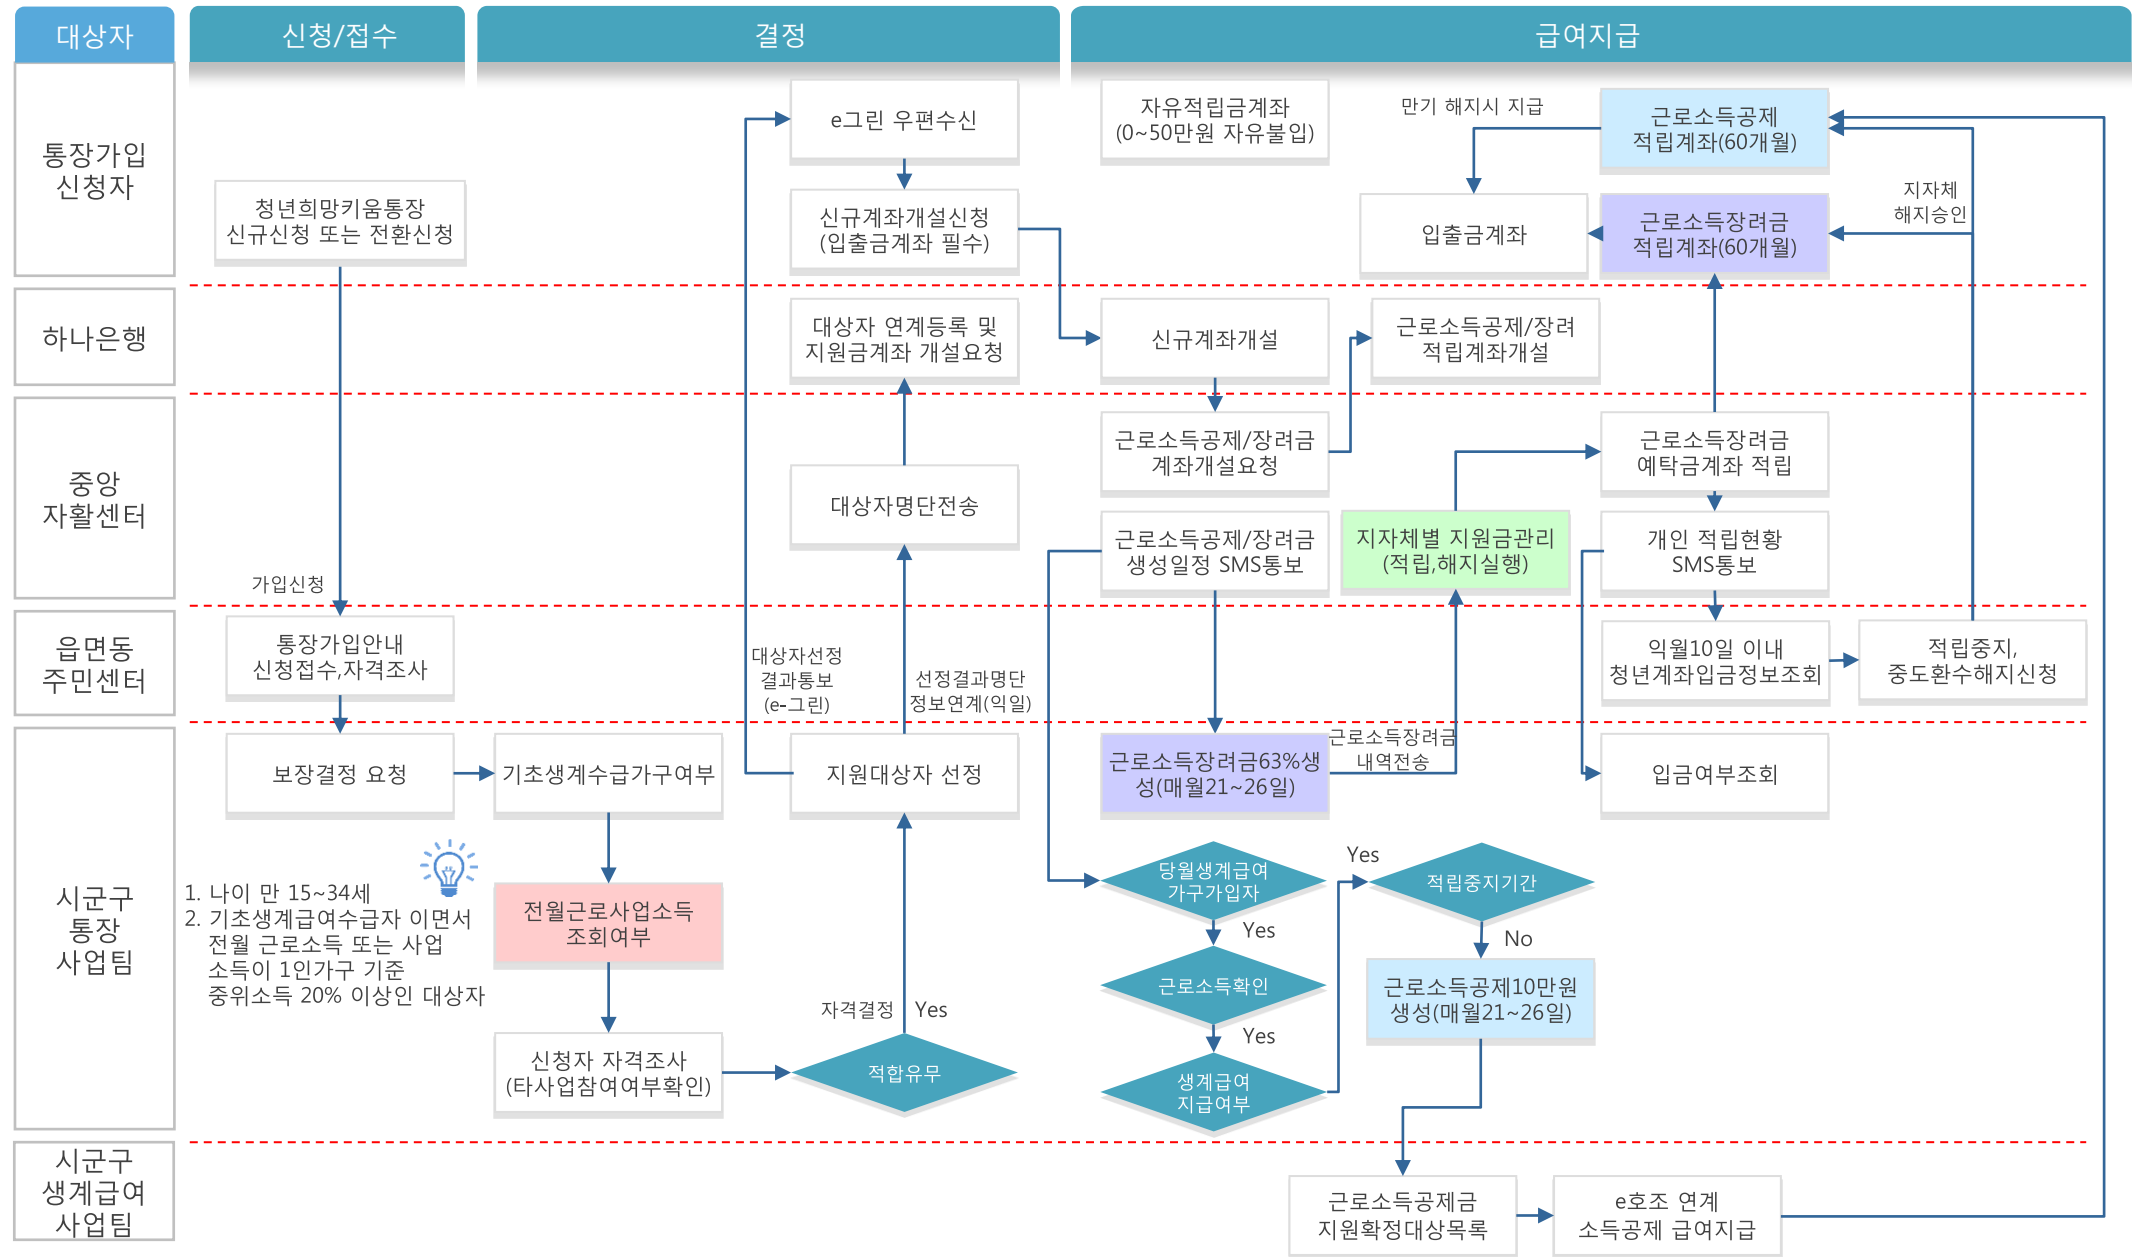 대상자
신청/접수
결정
급여지급
통장가입
신청자
청년희망키움통장
신규신청 또는 전환신청
e그린 우편수신
신규계좌개설신청
(입출금계좌 필수)
자유적립금계좌
(0~50만원 자유불입)
만기 해지시 지급
근로소득공제
적립계좌(60개월)
입출금계좌
근로소득장려금
적립계좌(60개월)
지자체
해지승인
하나은행
대상자 연계등록 및
지원금계좌 개설요청
신규계좌개설
근로소득공제/장려
적립계좌개설
중앙
자활센터
가입신청
대상자명단전송
근로소득공제/장려금
계좌개설요청
근로소득공제/장려금
생성일정 SMS통보
지자체별 지원금관리
(적립,해지실행)
근로소득장려금
예탁금계좌 적립
개인 적립현황
SMS통보
읍면동
주민센터
통장가입안내
신청접수,자격조사
대상자선정
결과통보
(e-그린)
선정결과명단
정보연계(익일)
익월10일 이내
청년계좌입금정보조회
적립중지,
중도환수해지신청
시군구
통장
사업팀
보장결정 요청
기초생계수급가구여부
지원대상자 선정
근로소득장려금63%생
성(매월21~26일)
근로소득장려금
내역전송
입금여부조회
1. 나이 만 15~34세
2. 기초생계급여수급자 이면서
전월 근로소득 또는 사업
소득이 1인가구 기준
중위소득 20% 이상인 대상자
전월근로사업소득
조회여부
신청자 자격조사
(타사업참여여부확인)
자격결정
Yes
적합유무
당월생계급여
가구가입자
Yes
근로소득확인
Yes
생계급여
지급여부
Yes
적립중지기간
No
근로소득공제10만원
생성(매월21~26일)
시군구
생계급여
사업팀
근로소득공제금
지원확정대상목록
e호조 연계
소득공제 급여지급